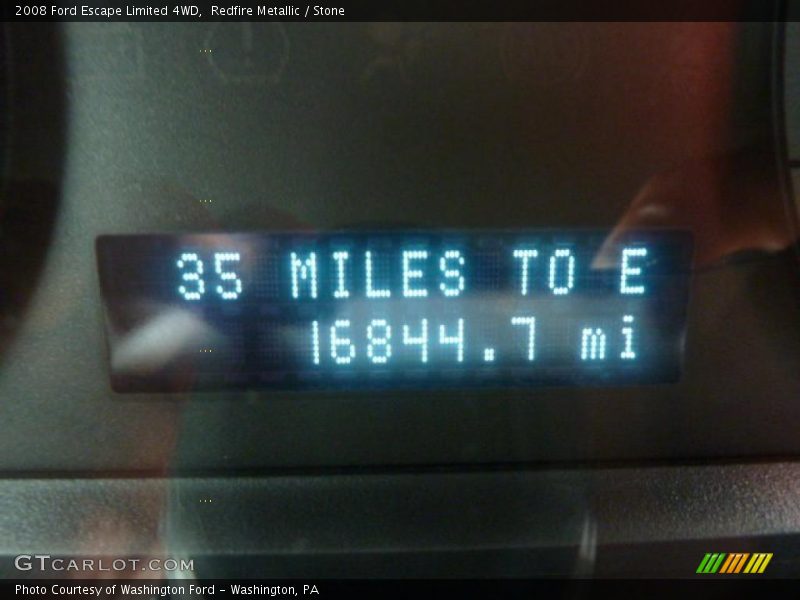 2008 Ford Escape Limited 4WD,  Redfire Metallic / Stone
35 MILES TO E
16844.7 mi
GTCARLOT.COM
Photo Courtesy of Washington Ford - Washington, PA